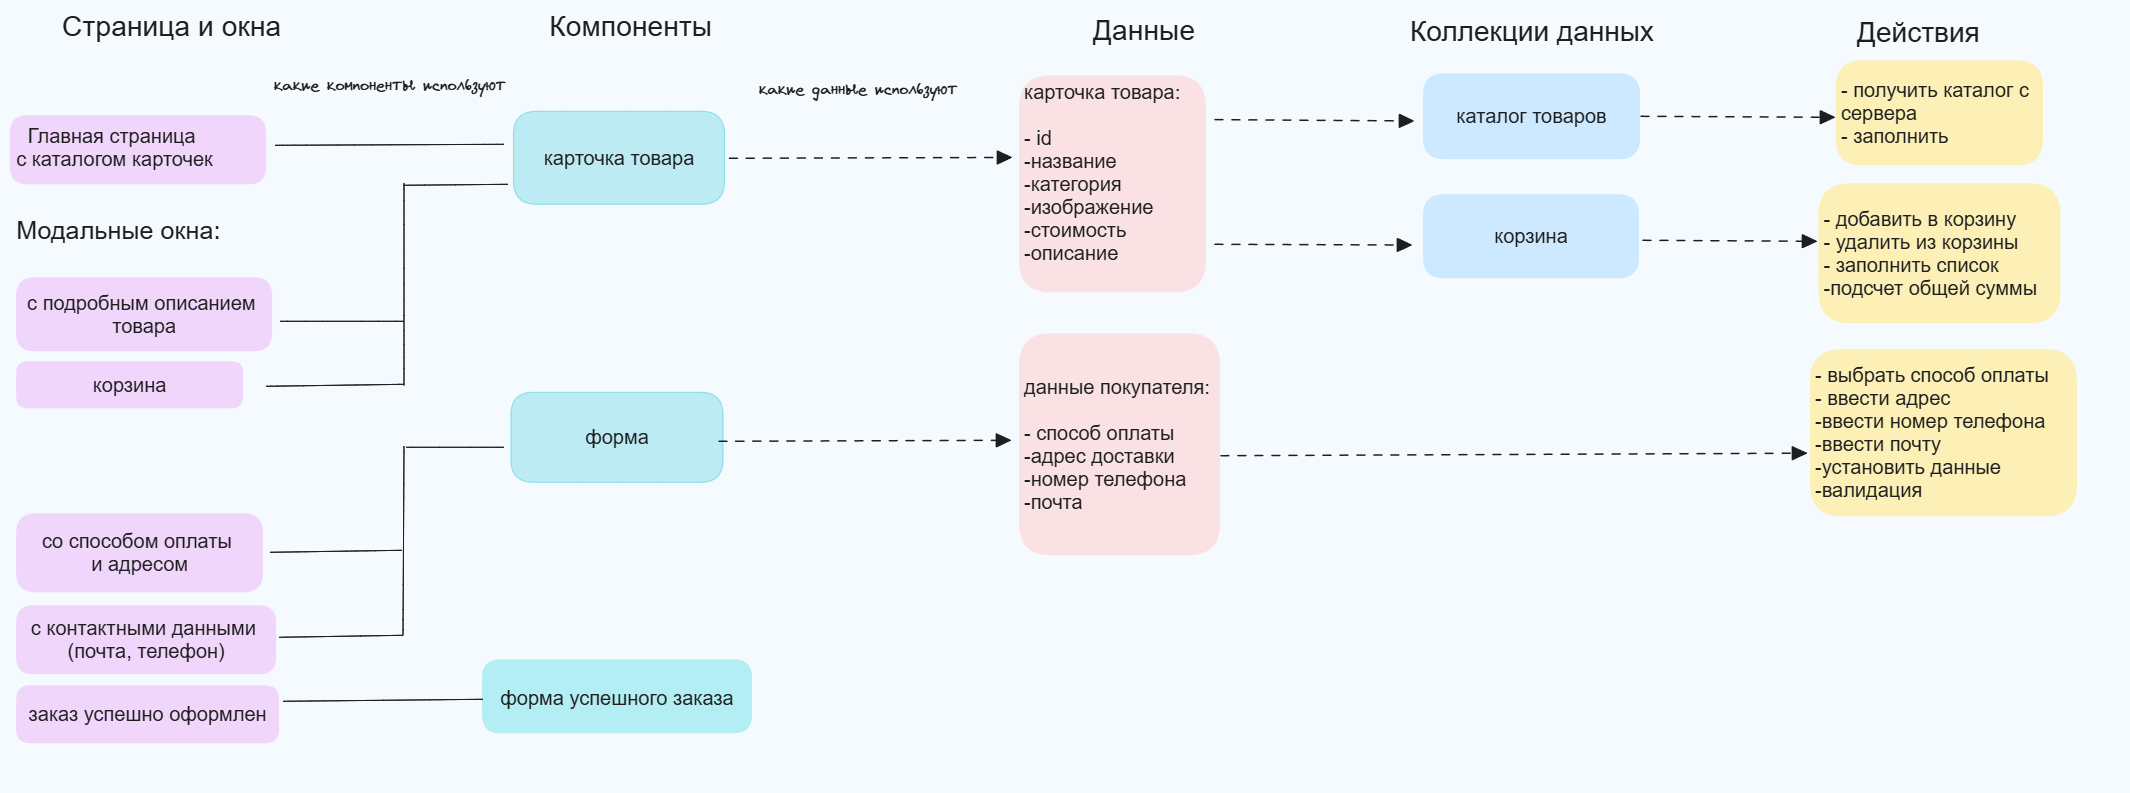 Страница и окна
Компоненты
Данные
Коллекции данных
Действия
какие компоненты используют
какие данные используют
Главная страница
с каталогом карточек
Модальные окна:
с подробным описанием
товара
корзина
со способом оплаты
и адресом
с контактными данными
(почта, телефон)
заказ успешно оформлен
карточка товара
форма
форма успешного заказа
карточка товара:
- id
-название
-категория
-изображение
-стоимость
-описание
данные покупателя:
- способ оплаты
-адрес доставки
-номер телефона
-почта
каталог товаров
корзина
- получить каталог с
сервера
- заполнить
- добавить в корзину
- удалить из корзины
- заполнить список
-подсчет общей суммы
- выбрать способ оплаты
- ввести адрес
-ввести номер телефона
-ввести почту
-установить данные
-валидация